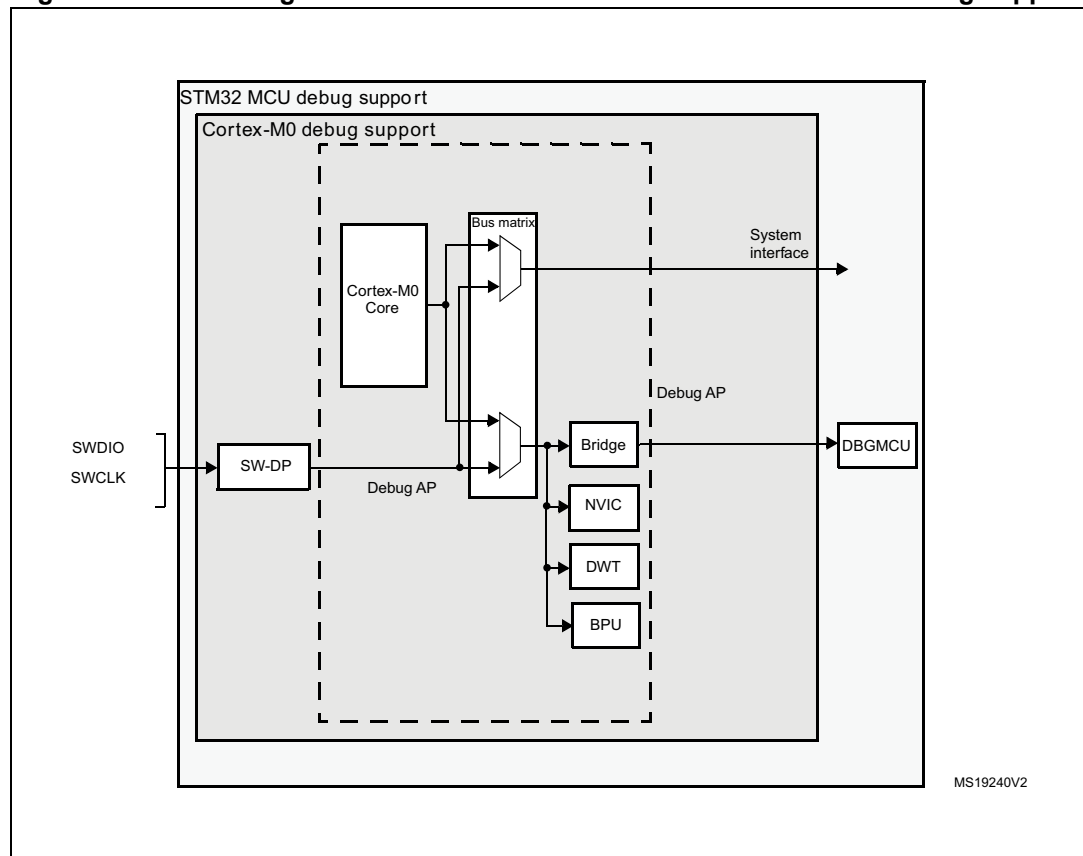 STM32 MCU debug support
Cortex-M0 debug support
Bus matrix
System
interface
Cortex-M0
Core
Debug AP
Bridge
DBGMCU
SWDIO
SWCLK
SW-DP
Debug AP
NVIC
DWT
BPU
MS19240V2